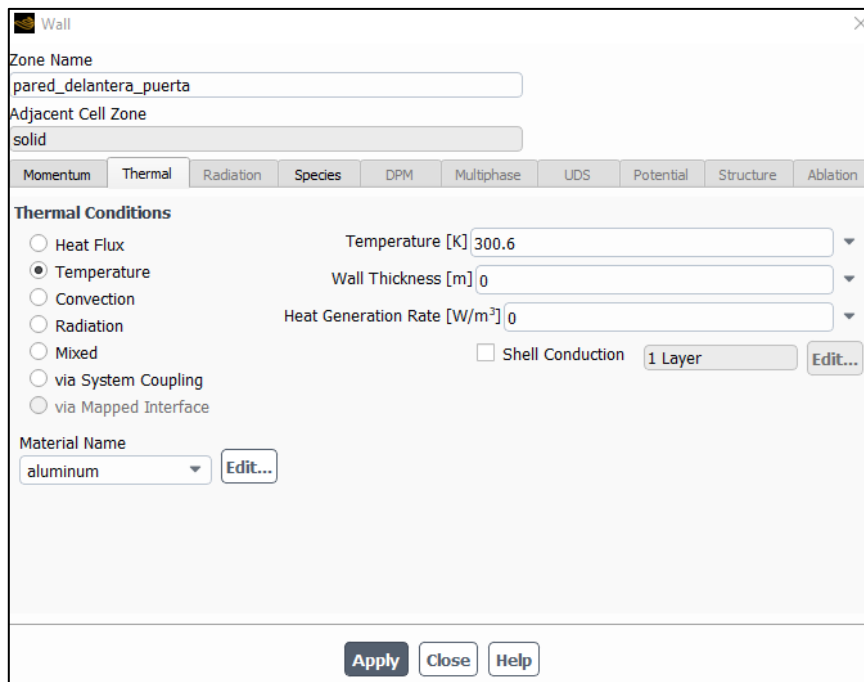 Wall
Zone Name
pared_delantera_puerta
Adjacent Cell Zone
solid
Momentum Thermal Radiation Species DPM Multiphase UDS Potential Structure Ablation
Thermal Conditions
Heat Flux
Temperature
Convection
Radiation
Mixed
via System Coupling
via Mapped Interface
Temperature [K] 300.6
Wall Thickness [m] 0
Heat Generation Rate [W/m³] 0
Shell Conduction 1 Layer Edit...
Material Name
aluminum Edit...
Apply Close Help